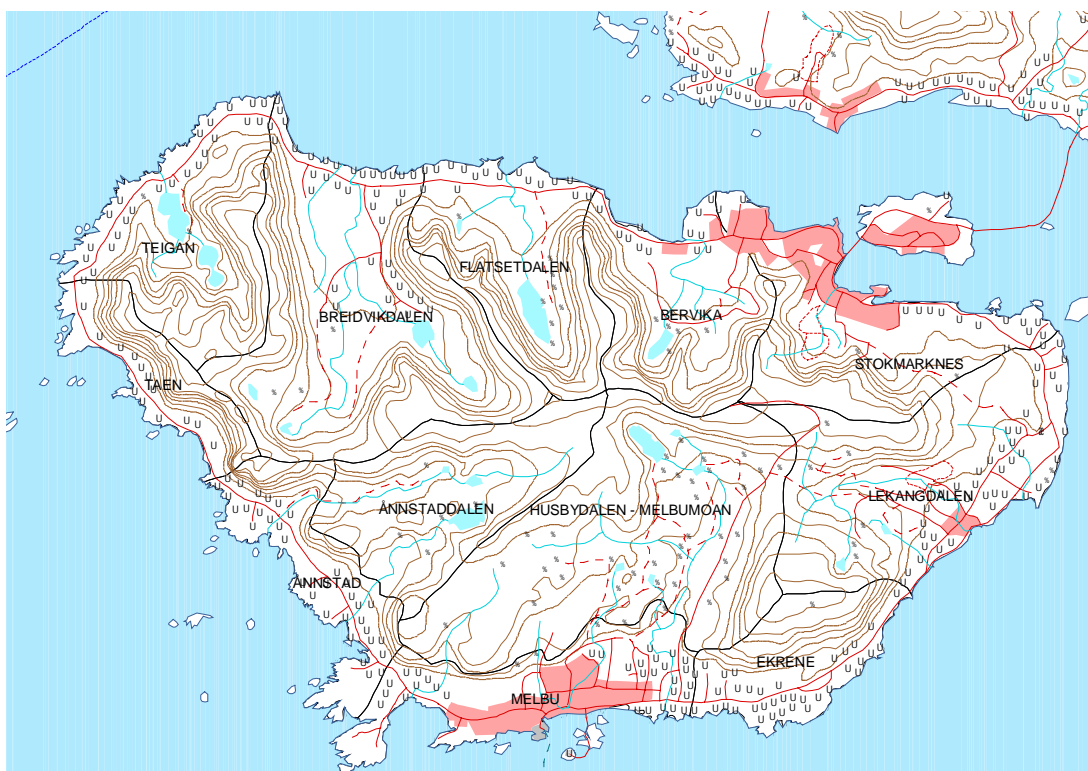 TEIGAN
FLATSETDALEN
BREIDVIKDALEN
BERVIKA
STOKMARKNES
TAEN
LEKANGDALEN
ÅNNSTADDALEN
HUSBYDALEN - MELBUMOAN
ÅNNSTAD
EKRENE
MELBU